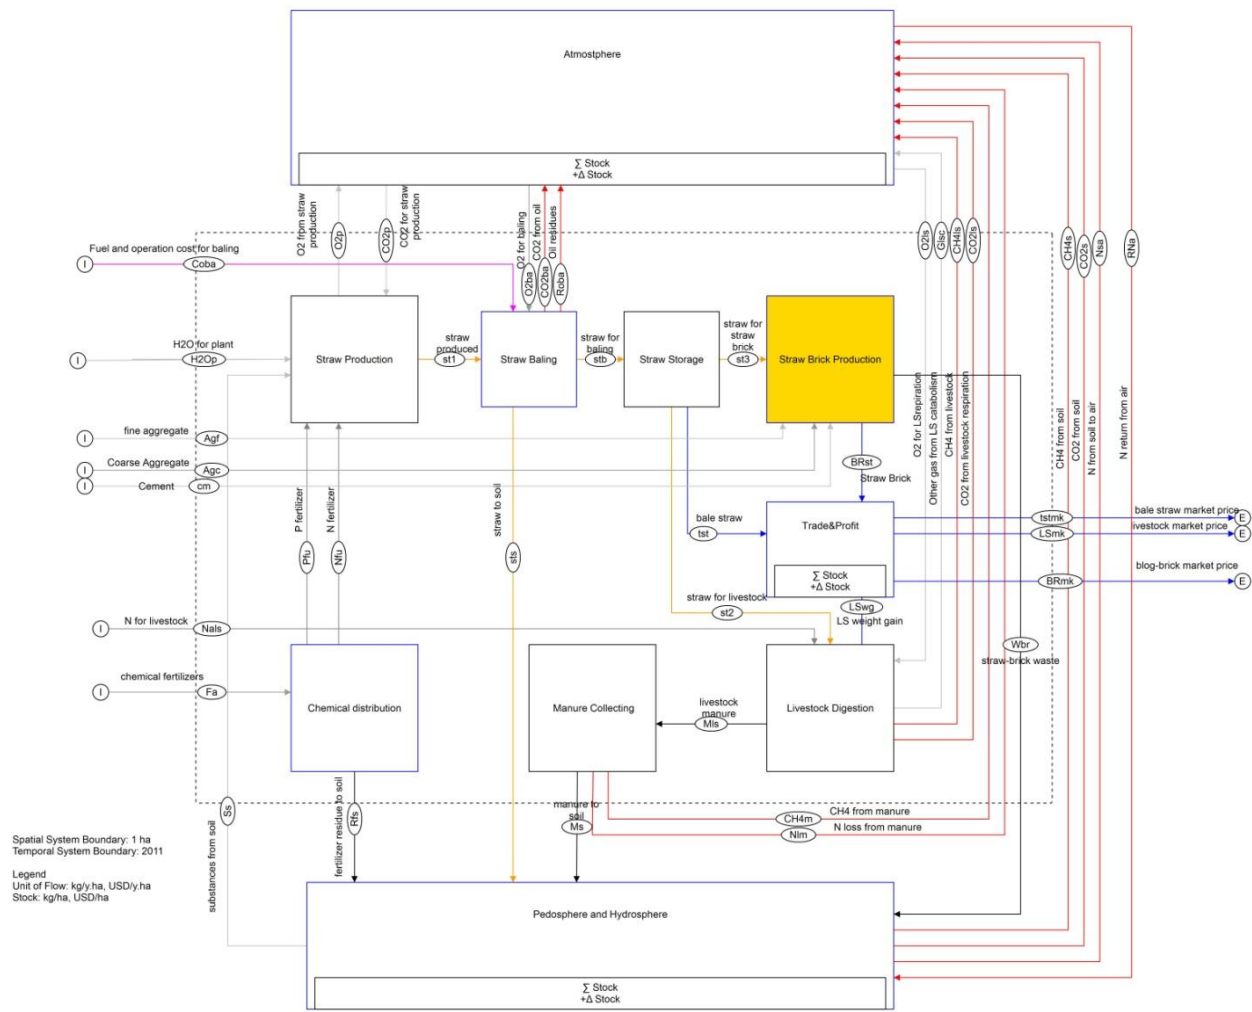 Atmostphere
∑ Stock
+Δ Stock
O2 from straw
production
O2p
CO2p
CO2 for straw
production
O2 for baling
O2ba
CO2 from oil
CO2ba
Oil residues
Roba
O2 for LSrepiration
O2ls
Other gas from LS catabolism
Glsc
CH4 from livestock
CH4ls
CO2 from livestock respiration
CO2ls
CH4 from soil
CH4s
CO2 from soil
CO2s
N from soil to air
Nsa
N return from air
RNa
Fuel and operation cost for baling
I
Coba
H2O for plant
I
H2Op
Straw Production
straw
produced
st1
Straw Baling
straw for
baling
stb
Straw Storage
straw for
straw
brick
st3
Straw Brick Production
fine aggregate
I
Agf
Coarse Aggregate
I
Agc
Cement
I
cm
BRst
Straw Brick
P fertilizer
Pfu
N fertilizer
Nfu
straw to soil
sts
bale straw
tst
Trade&Profit
∑ Stock
+Δ Stock
tstmk
bale straw market price
E
LSmk
ivestock market price
E
BRmk
blog-brick market price
E
straw for livestock
st2
LSwg
LS weight gain
N for livestock
I
Nals
Wbr
straw-brick waste
chemical fertilizers
I
Fa
Chemical distribution
Manure Collecting
livestock
manure
Mls
Livestock Digestion
substances from soil
Ss
fertilizer residue to soil
Rfs
manure to
soil
Ms
CH4 from manure
CH4m
N loss from manure
Nlm
Spatial System Boundary: 1 ha
Temporal System Boundary: 2011
Legend
Unit of Flow: kg/y.ha, USD/y.ha
Stock: kg/ha, USD/ha
Pedosphere and Hydrosphere
∑ Stock
+Δ Stock